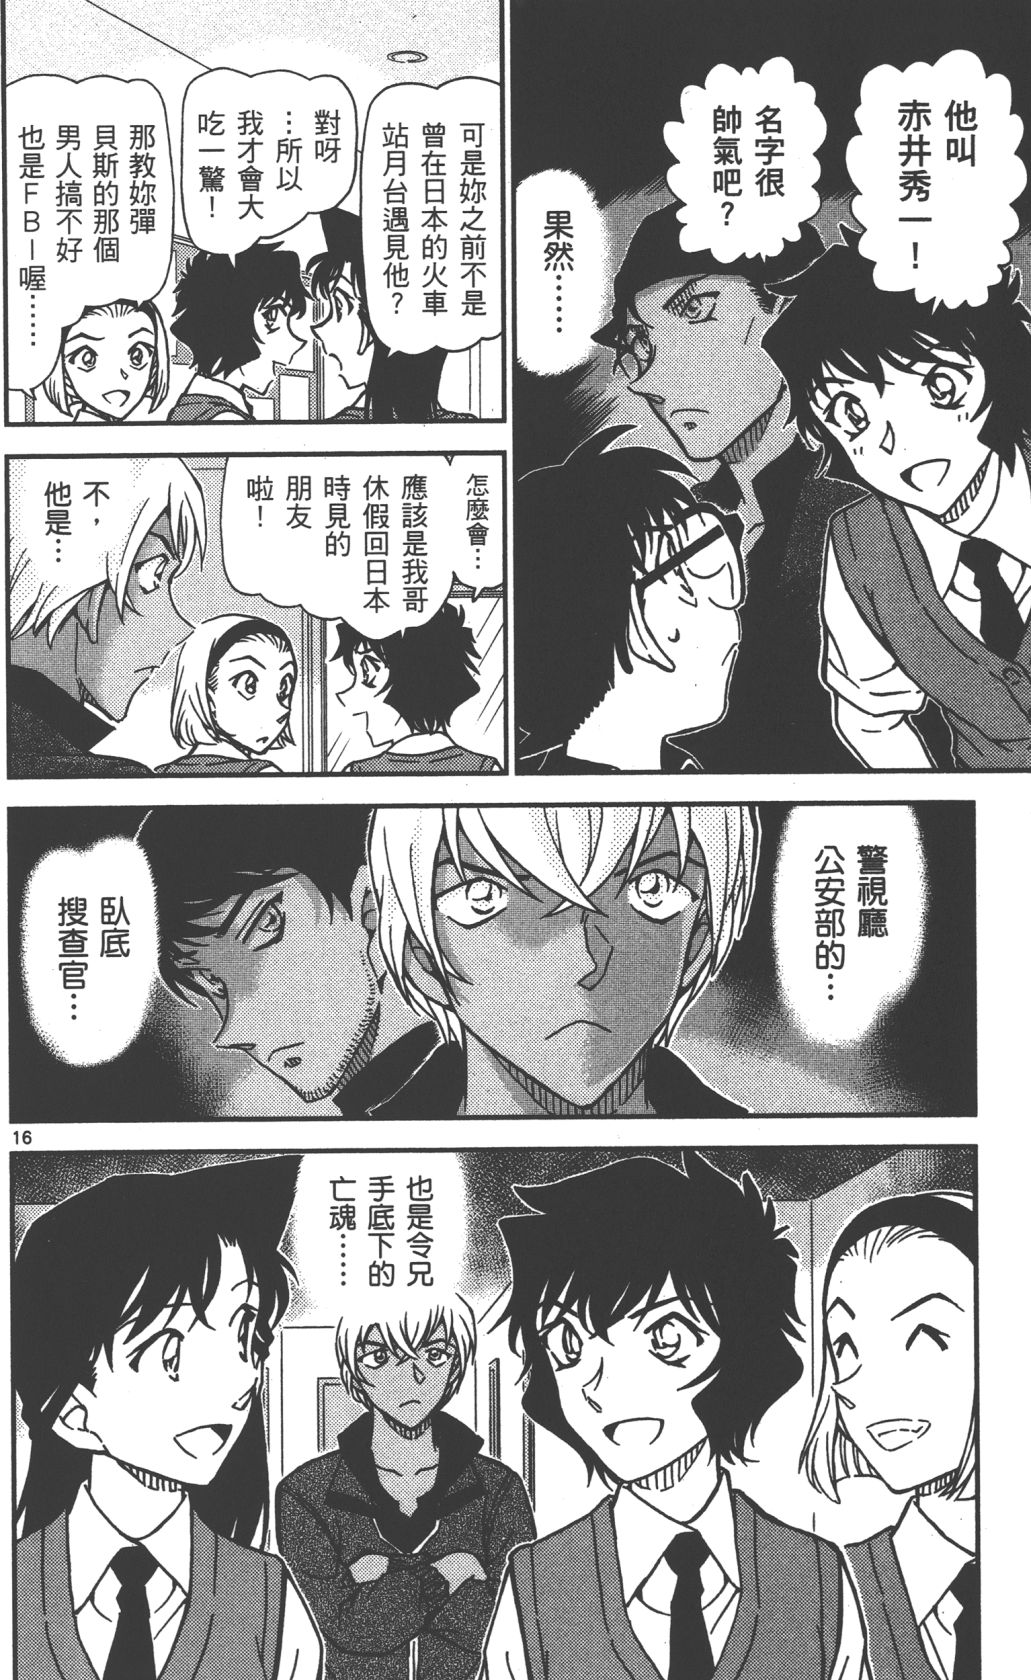 他叫
赤井秀一！
名字很
帥氣吧？
果然……
可是妳之前不是
曾在日本的火車
站月台遇見他？
對呀
…所以
我才會大
吃一驚！
那教妳彈
貝斯的那個
男人搞不好
也是FBI喔……
怎麼會…
應該是我哥
休假回日本
時見的
朋友
啦！
不，
他是…
警視廳
公安部的…
臥底
搜查官…
也是令兄
手底下的
亡魂……
16